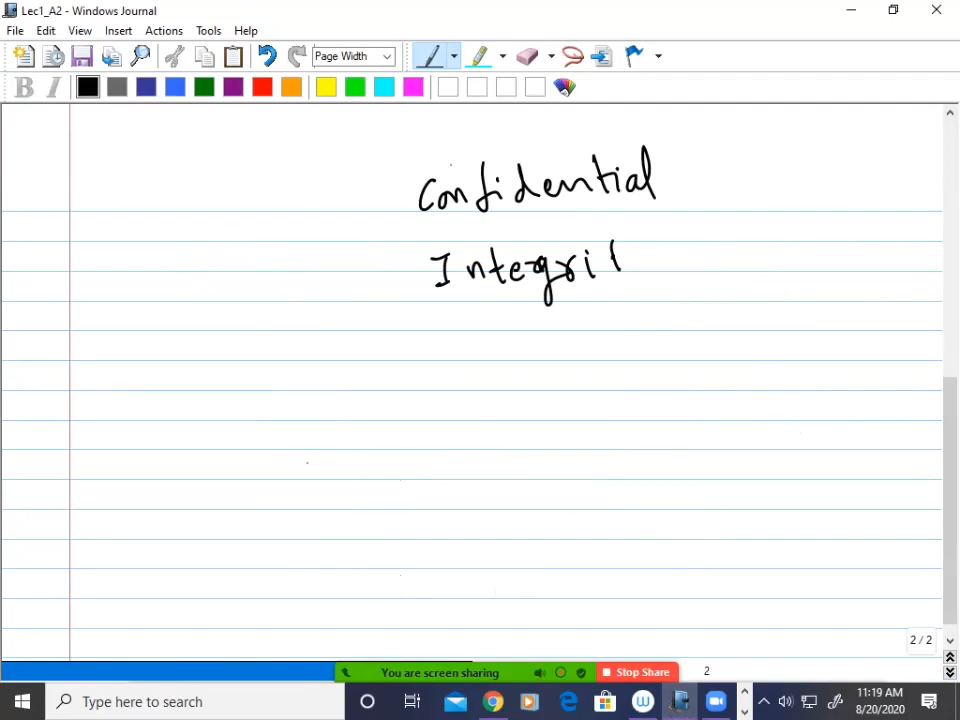 Lec1_A2 - Windows Journal
File Edit View Insert Actions Tools Help
Page Width
B I
Confidential
Integrit
2 / 2
You are screen sharing Stop Share 2
Type here to search
W
11:19 AM
8/20/2020